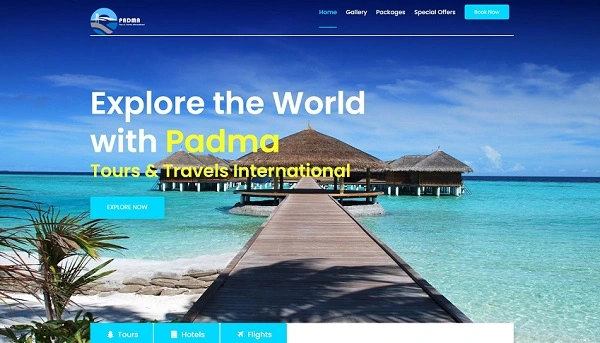 PADMA
Home Gallery Packages Special Offers Book Now
Explore the World
with Padma
Tours & Travels International
EXPLORE NOW
Tours Hotels Flights